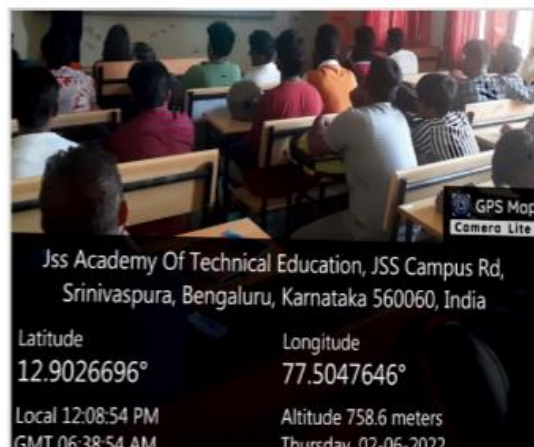 GPS Map
Camera Lite
Jss Academy Of Technical Education, JSS Campus Rd,
Srinivaspura, Bengaluru, Karnataka 560060, India
Latitude
12.9026696°
Longitude
77.5047646°
Local 12:08:54 PM
GMT 06:38:54 AM
Altitude 758.6 meters
Thursday, 02-06-2022